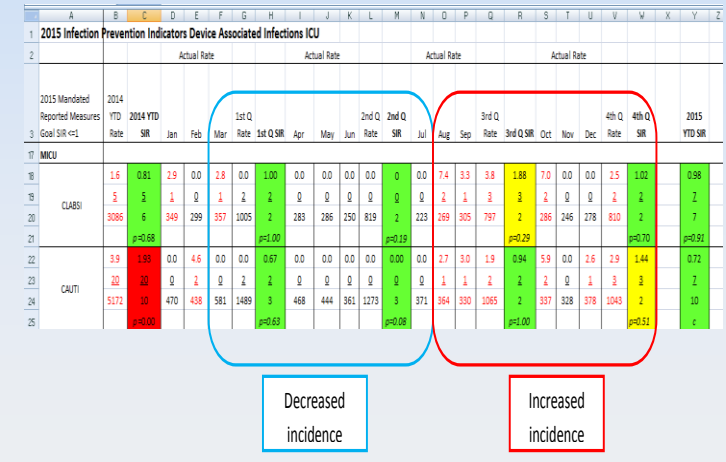 A B C D E F G H I J K L M N O P Q R S T U V W X Y Z
1 2015 Infection Prevention Indicators Device Associated Infections ICU
2 Actual Rate Actual Rate Actual Rate Actual Rate
2015 Mandated 2014
Reported Measures YTD 2014 YTD 1st Q 2nd Q 2nd Q 3rd Q 4th Q 4th Q 2015
3 Goal SIR <=1 Rate SIR Jan Feb Mar Rate 1st Q SIR Apr May Jun Rate SIR Jul Aug Sep Rate 3rd Q SIR Oct Nov Dec Rate SIR YTD SIR
17 MICU
18 1.6 0.81 2.9 0.0 2.8 0.0 1.00 0.0 0.0 0.0 0.0 0 0.0 7.4 3.3 3.8 1.88 7.0 0.0 0.0 2.5 1.02 0.98
19 CLABSI 5 5 1 0 1 2 2 0 0 0 0 0 0 2 1 3 3 2 0 0 2 2 7
20 3086 6 349 299 357 1005 2 283 286 250 819 2 223 269 305 797 2 286 246 278 810 2 7
21 p=0.68 p=1.00 p=0.19 p=0.29 p=0.70 p=0.91
22 3.9 1.93 0.0 4.6 0.0 0.0 0.67 0.0 0.0 0.0 0.0 0.00 0.0 2.7 3.0 1.9 0.94 5.9 0.0 2.6 2.9 1.44 0.72
23 CAUTI 20 20 0 2 0 2 2 0 0 0 0 0 0 1 1 2 2 2 0 1 3 3 7
24 5172 10 470 438 581 1489 3 468 444 361 1273 3 371 364 330 1065 2 337 328 378 1043 2 10
25 p=0.00 p=0.63 p=0.08 p=1.00 p=0.51 c
Decreased
incidence
Increased
incidence